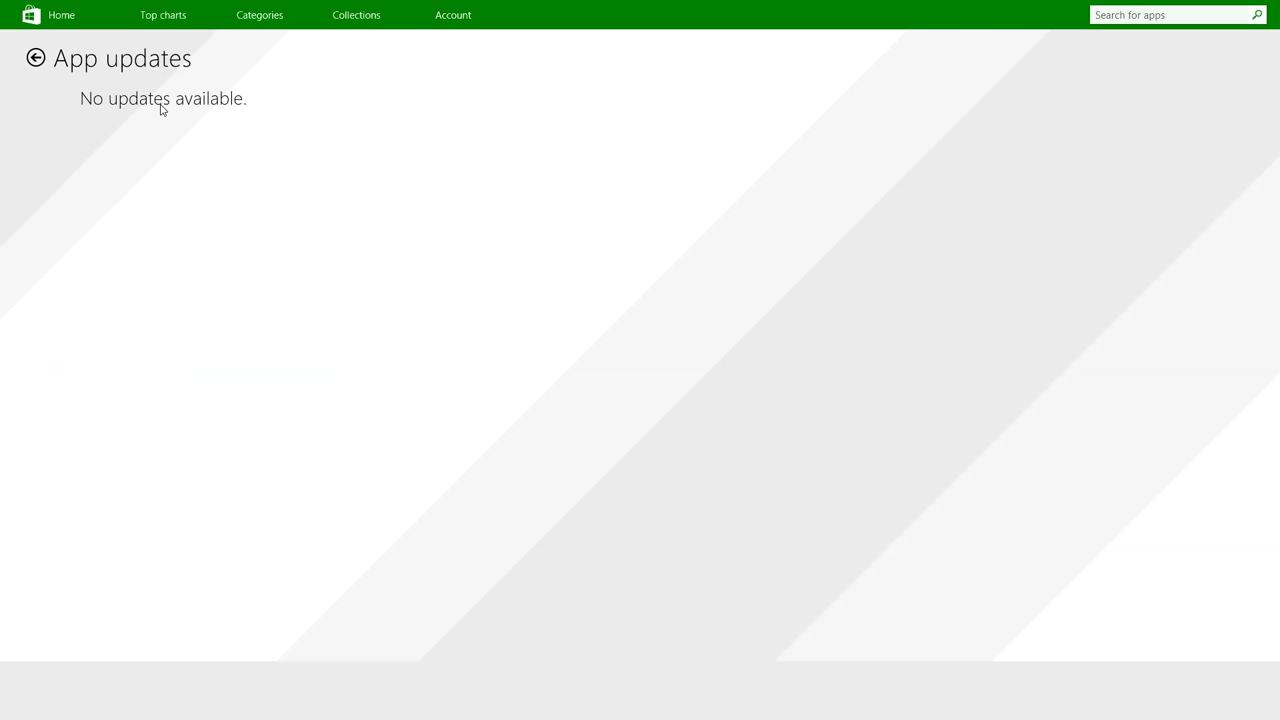 Home Top charts Categories Collections Account Search for apps
App updates
No updates available.